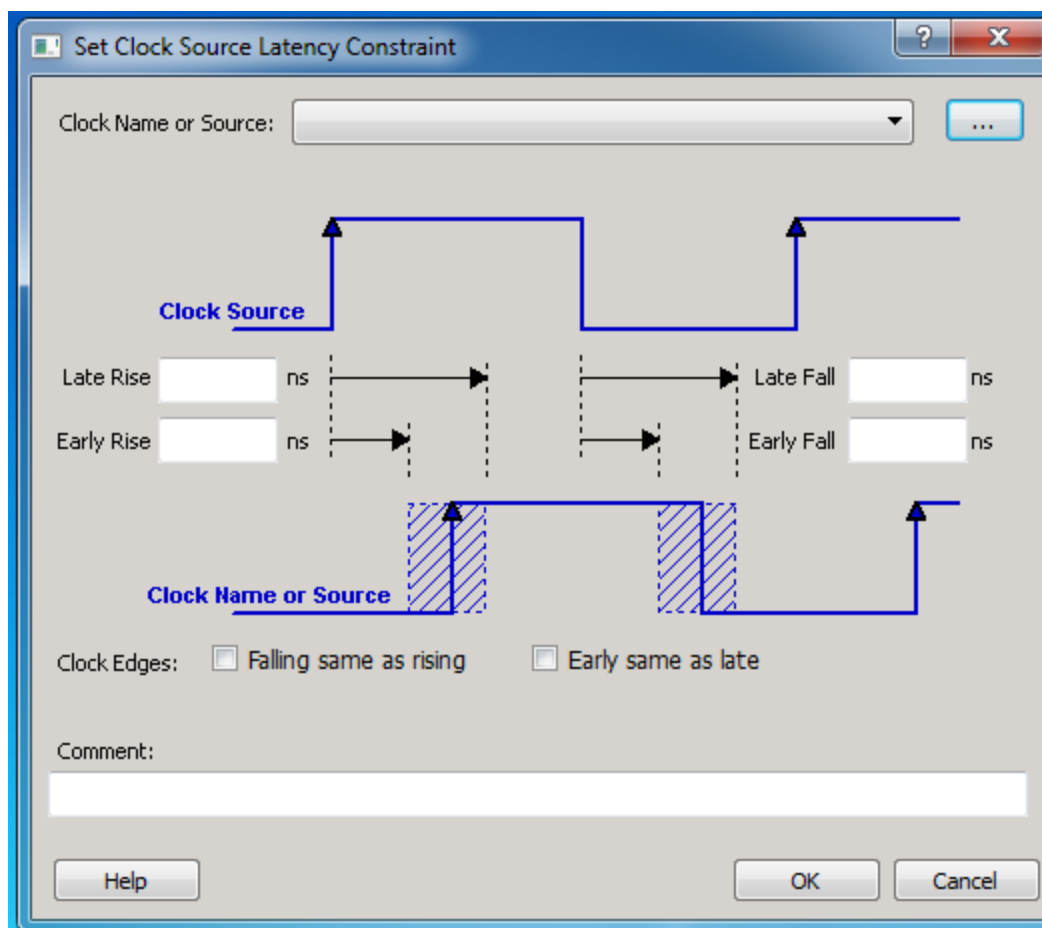 Set Clock Source Latency Constraint
?
X
Clock Name or Source:
...
Clock Source
Late Rise ns Late Fall ns
Early Rise ns Early Fall ns
Clock Name or Source
Clock Edges: Falling same as rising Early same as late
Comment:
Help OK Cancel